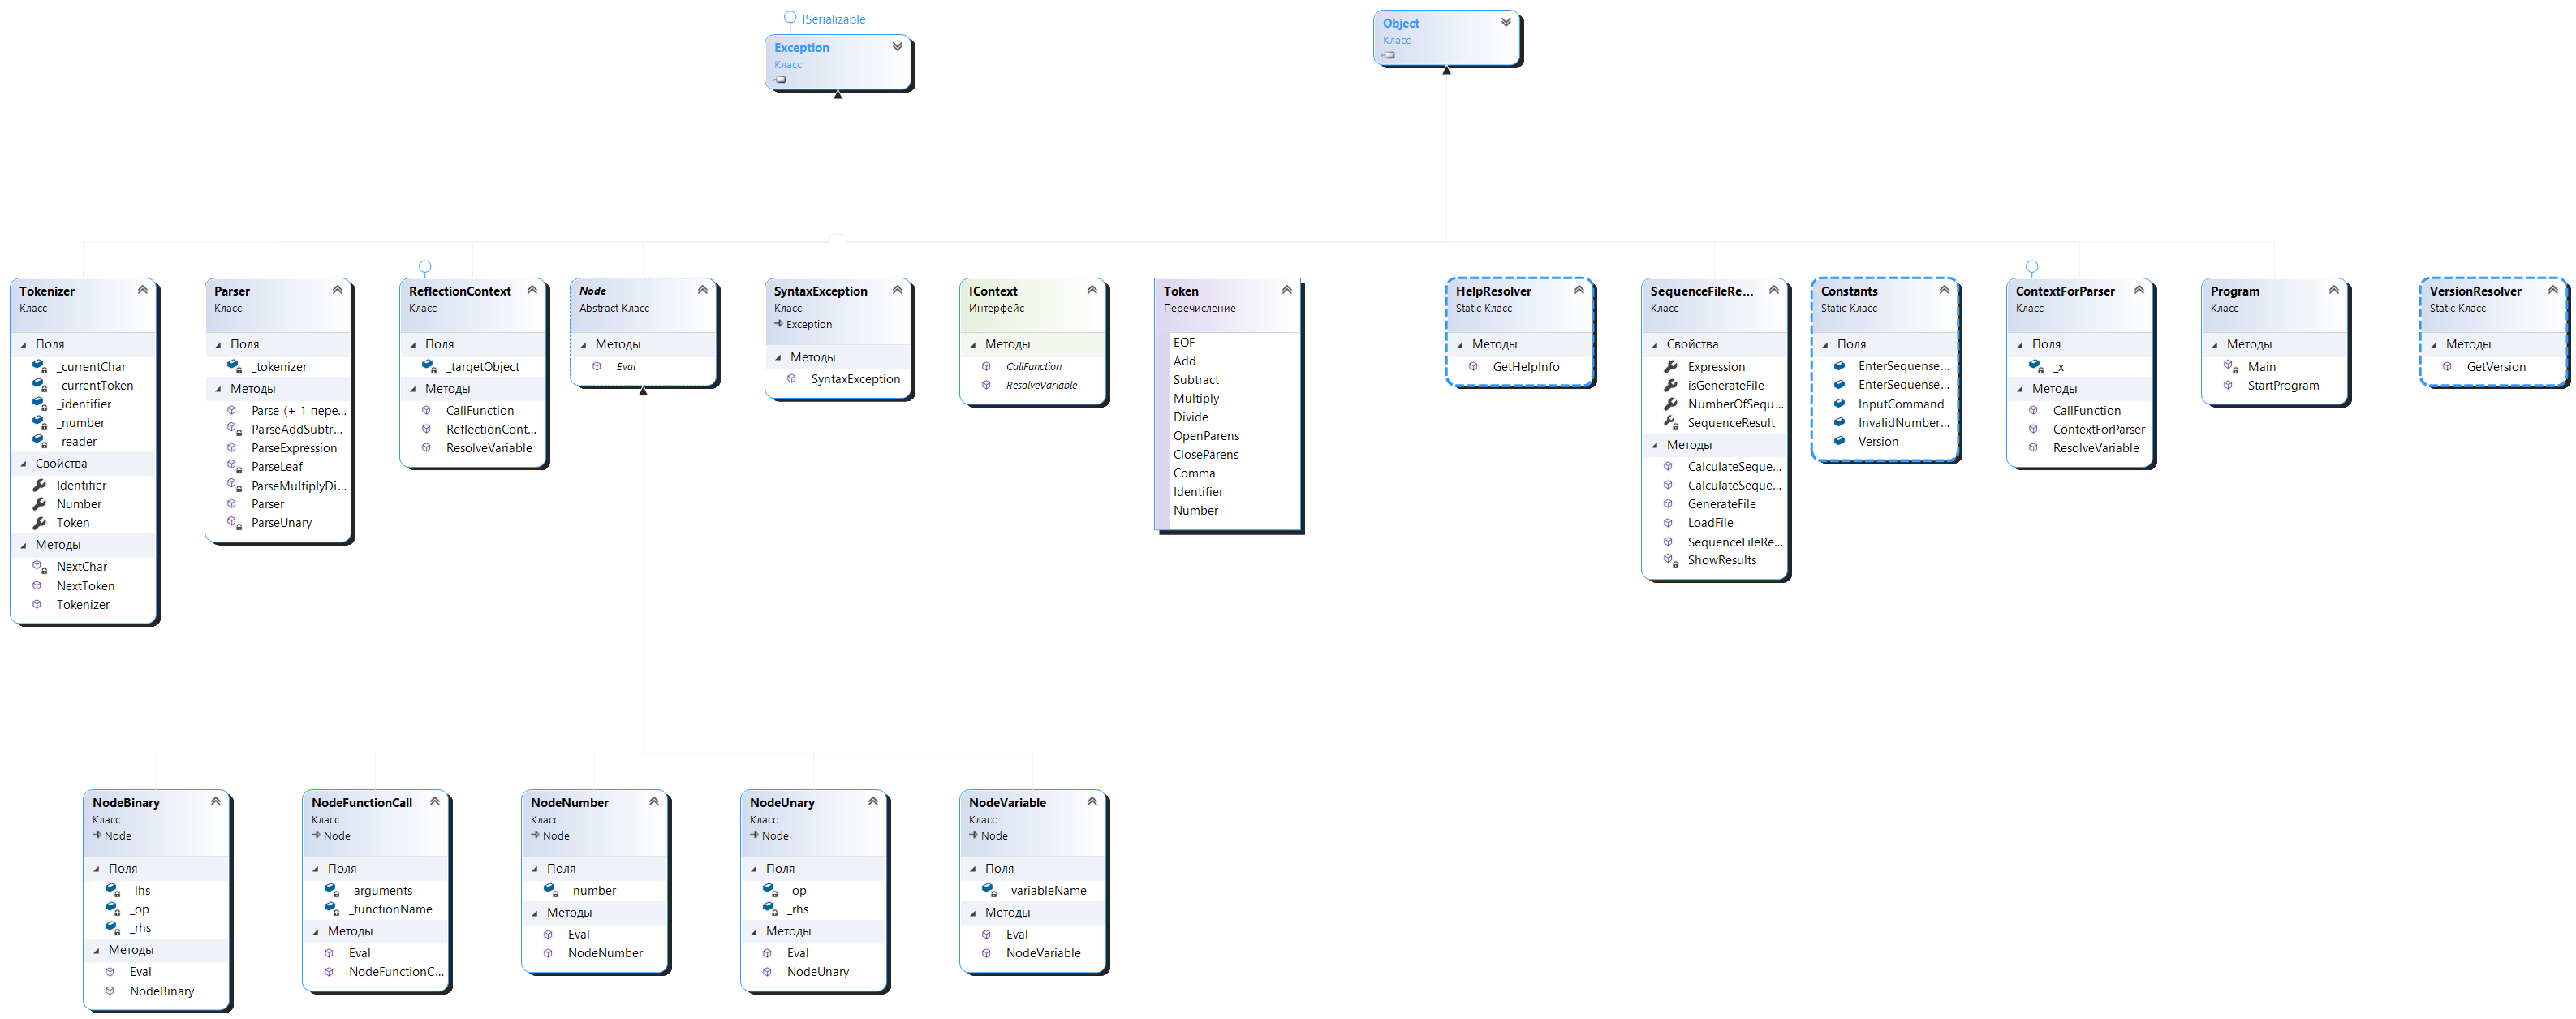 ISerializable
Exception
Класс
Object
Класс
Tokenizer
Класс
Поля
_currentChar
_currentToken
_identifier
_number
_reader
Свойства
Identifier
Number
Token
Методы
NextChar
NextToken
Tokenizer
Parser
Класс
Поля
_tokenizer
Методы
Parse (+ 1 пере...
ParseAddSubtr...
ParseExpression
ParseLeaf
ParseMultiplyDi...
Parser
ParseUnary
ReflectionContext
Класс
Поля
_targetObject
Методы
CallFunction
ReflectionCont...
ResolveVariable
Node
Abstract Класс
Методы
Eval
SyntaxException
Класс
Exception
Методы
SyntaxException
IContext
Интерфейс
Методы
CallFunction
ResolveVariable
Token
Перечисление
EOF
Add
Subtract
Multiply
Divide
OpenParens
CloseParens
Comma
Identifier
Number
HelpResolver
Static Класс
Методы
GetHelpInfo
SequenceFileRe...
Класс
Свойства
Expression
isGenerateFile
NumberOfSequ...
SequenceResult
Методы
CalculateSeque...
CalculateSeque...
GenerateFile
LoadFile
SequenceFileRe...
ShowResults
Constants
Static Класс
Поля
EnterSequense...
EnterSequense...
InputCommand
InvalidNumber...
Version
ContextForParser
Класс
Поля
_x
Методы
CallFunction
ContextForParser
ResolveVariable
Program
Класс
Методы
Main
StartProgram
VersionResolver
Static Класс
Методы
GetVersion
NodeBinary
Класс
Node
Поля
_lhs
_op
_rhs
Методы
Eval
NodeBinary
NodeFunctionCall
Класс
Node
Поля
_arguments
_functionName
Методы
Eval
NodeFunctionC...
NodeNumber
Класс
Node
Поля
_number
Методы
Eval
NodeNumber
NodeUnary
Класс
Node
Поля
_op
_rhs
Методы
Eval
NodeUnary
NodeVariable
Класс
Node
Поля
_variableName
Методы
Eval
NodeVariable